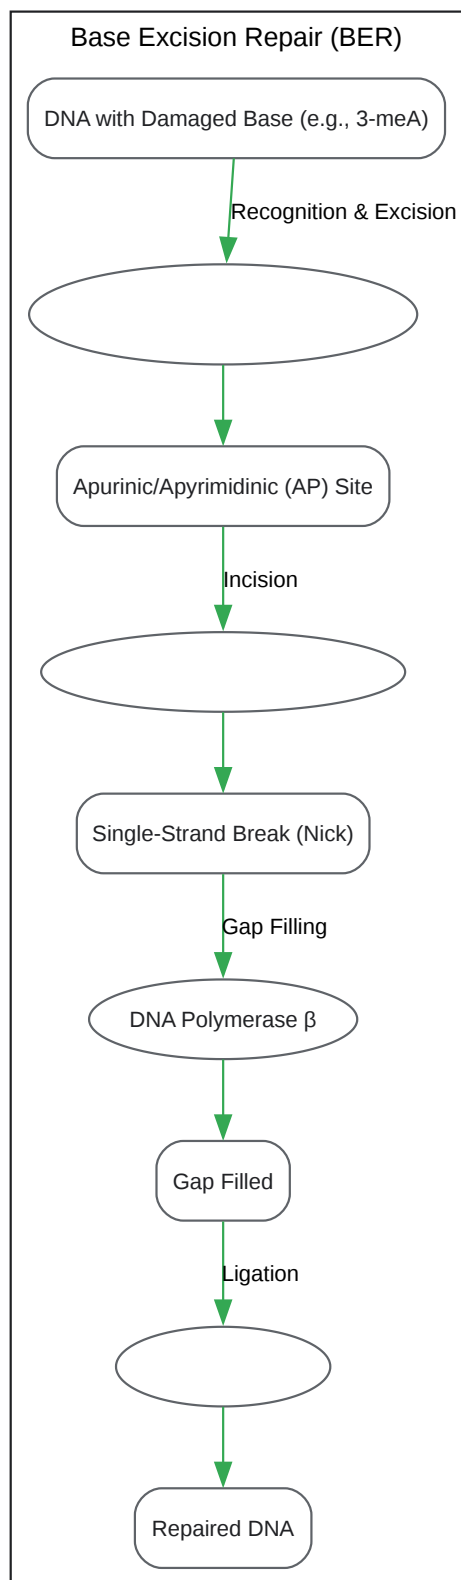 Base Excision Repair (BER)
DNA with Damaged Base (e.g., 3-meA)
Recognition & Excision
Apurinic/Apyrimidinic (AP) Site
Incision
Single-Strand Break (Nick)
Gap Filling
DNA Polymerase β
Gap Filled
Ligation
Repaired DNA